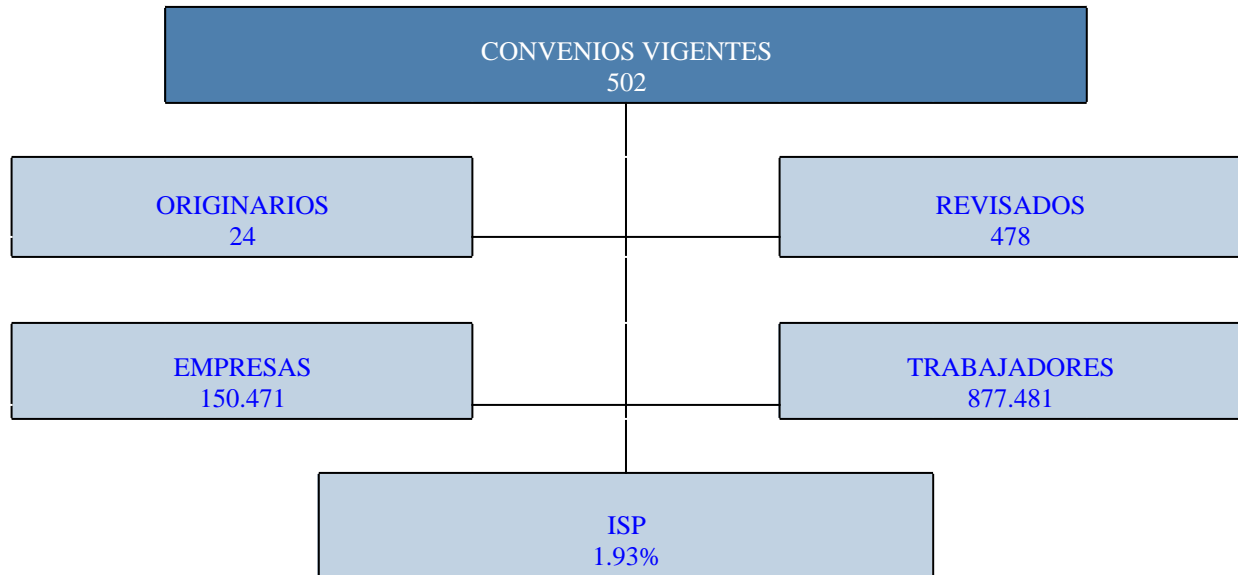 CONVENIOS VIGENTES
502
ORIGINARIOS
24
REVISADOS
478
EMPRESAS
150.471
TRABAJADORES
877.481
ISP
1.93%